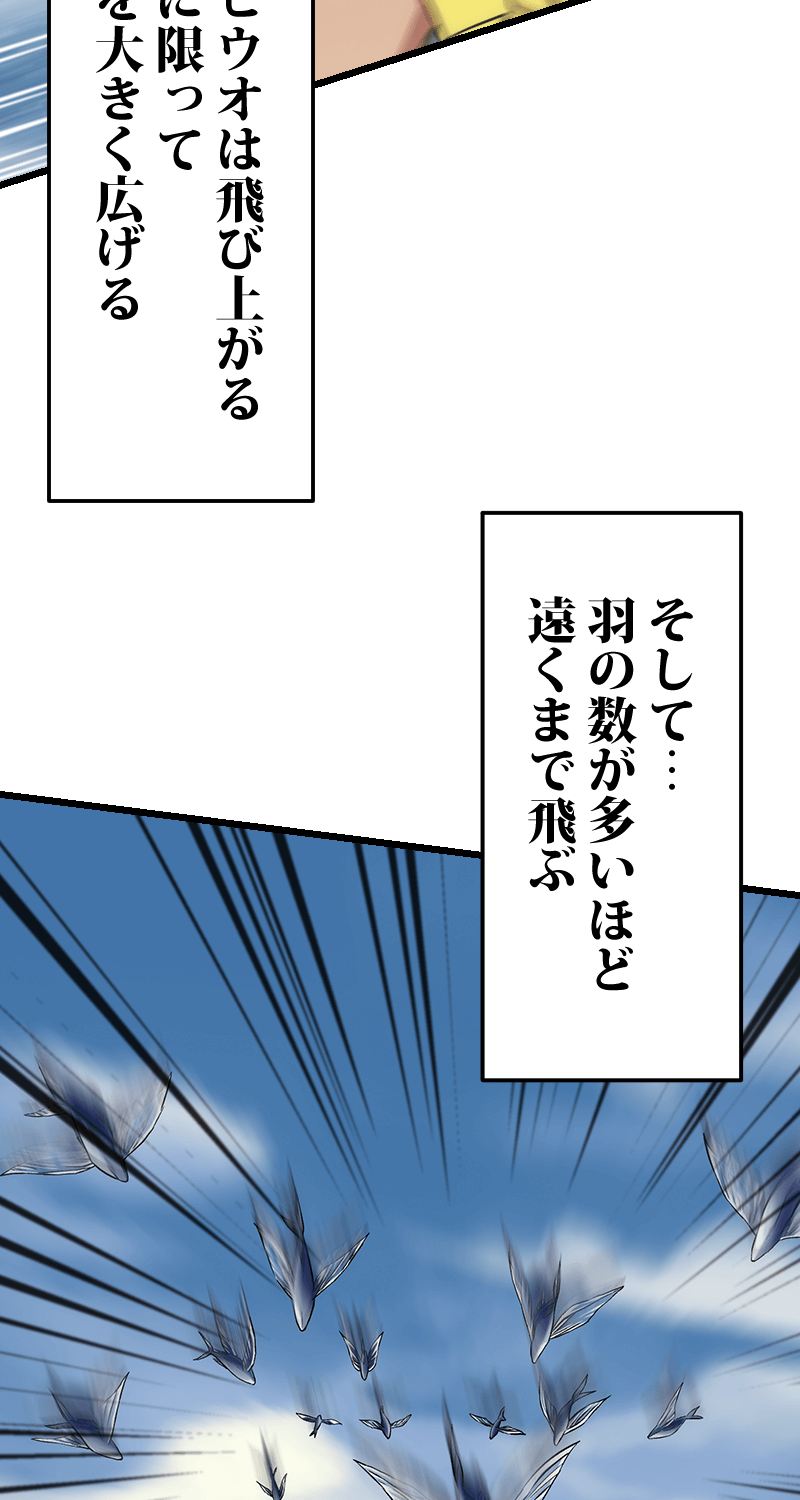 ビウオは飛び上がる
に限って
を大きく広げる
そして…
羽の数が多いほど
遠くまで飛ぶ